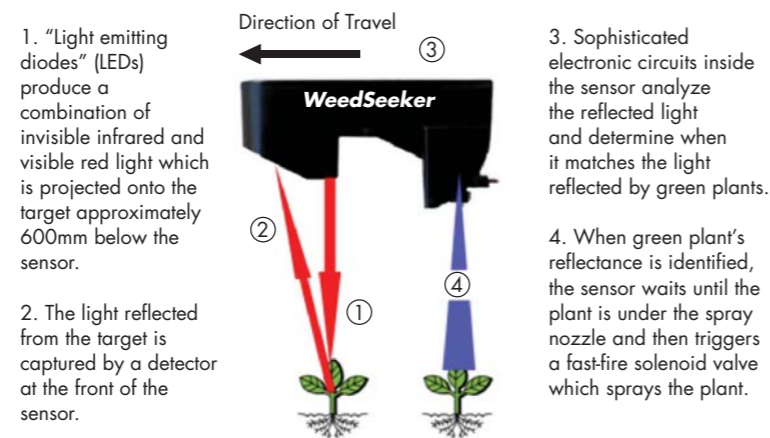 1. “Light emitting
diodes” (LEDs)
produce a
combination of
invisible infrared and
visible red light which
is projected onto the
target approximately
600mm below the
sensor.
2. The light reflected
from the target is
captured by a detector
at the front of the
sensor.
Direction of Travel
③
WeedSeeker
②
①
④
3. Sophisticated
electronic circuits inside
the sensor analyze
the reflected light
and determine when
it matches the light
reflected by green plants.
4. When green plant’s
reflectance is identified,
the sensor waits until the
plant is under the spray
nozzle and then triggers
a fast-fire solenoid valve
which sprays the plant.